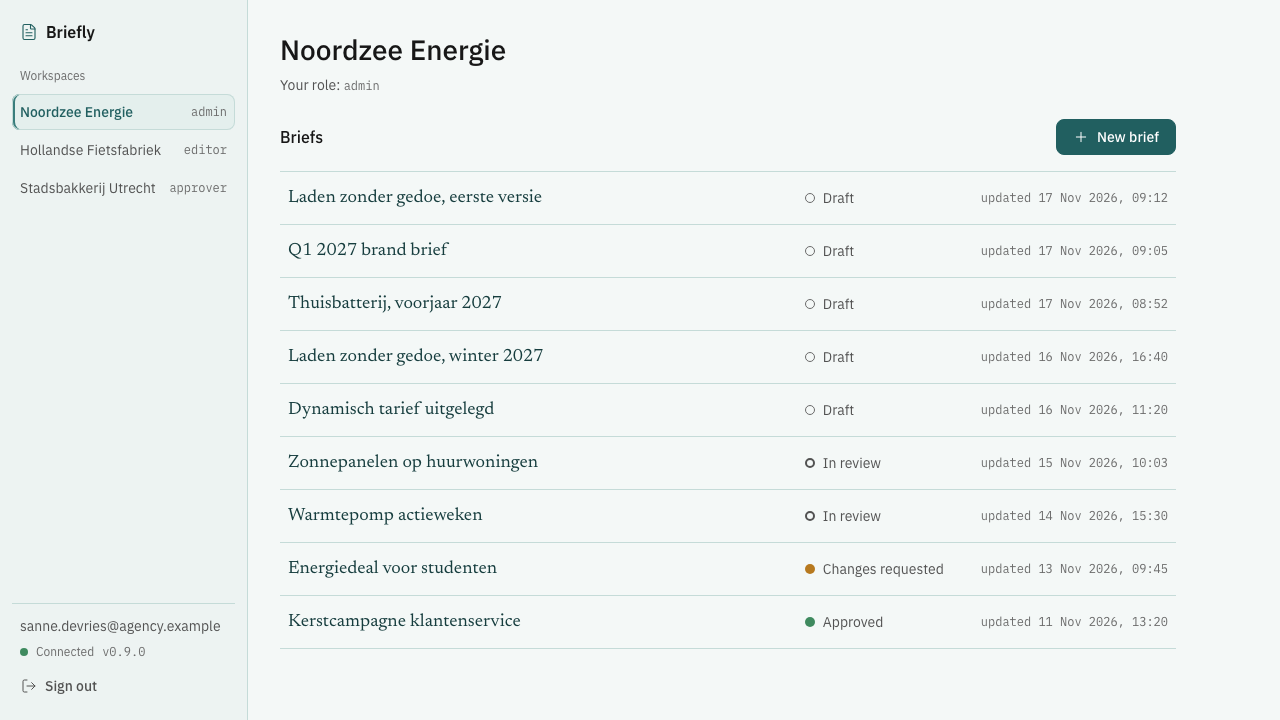 Briefly
Workspaces
Noordzee Energie admin
Hollandse Fietsfabriek editor
Stadsbakkerij Utrecht approver
sanne.devries@agency.example
Connected v0.9.0
Sign out
Noordzee Energie
Your role: admin
Briefs
New brief
Laden zonder gedoe, eerste versie Draft updated 17 Nov 2026, 09:12
Q1 2027 brand brief Draft updated 17 Nov 2026, 09:05
Thuisbatterij, voorjaar 2027 Draft updated 17 Nov 2026, 08:52
Laden zonder gedoe, winter 2027 Draft updated 16 Nov 2026, 16:40
Dynamisch tarief uitgelegd Draft updated 16 Nov 2026, 11:20
Zonnepanelen op huurwoningen In review updated 15 Nov 2026, 10:03
Warmtepomp actieweken In review updated 14 Nov 2026, 15:30
Energiedeal voor studenten Changes requested updated 13 Nov 2026, 09:45
Kerstcampagne klantenservice Approved updated 11 Nov 2026, 13:20